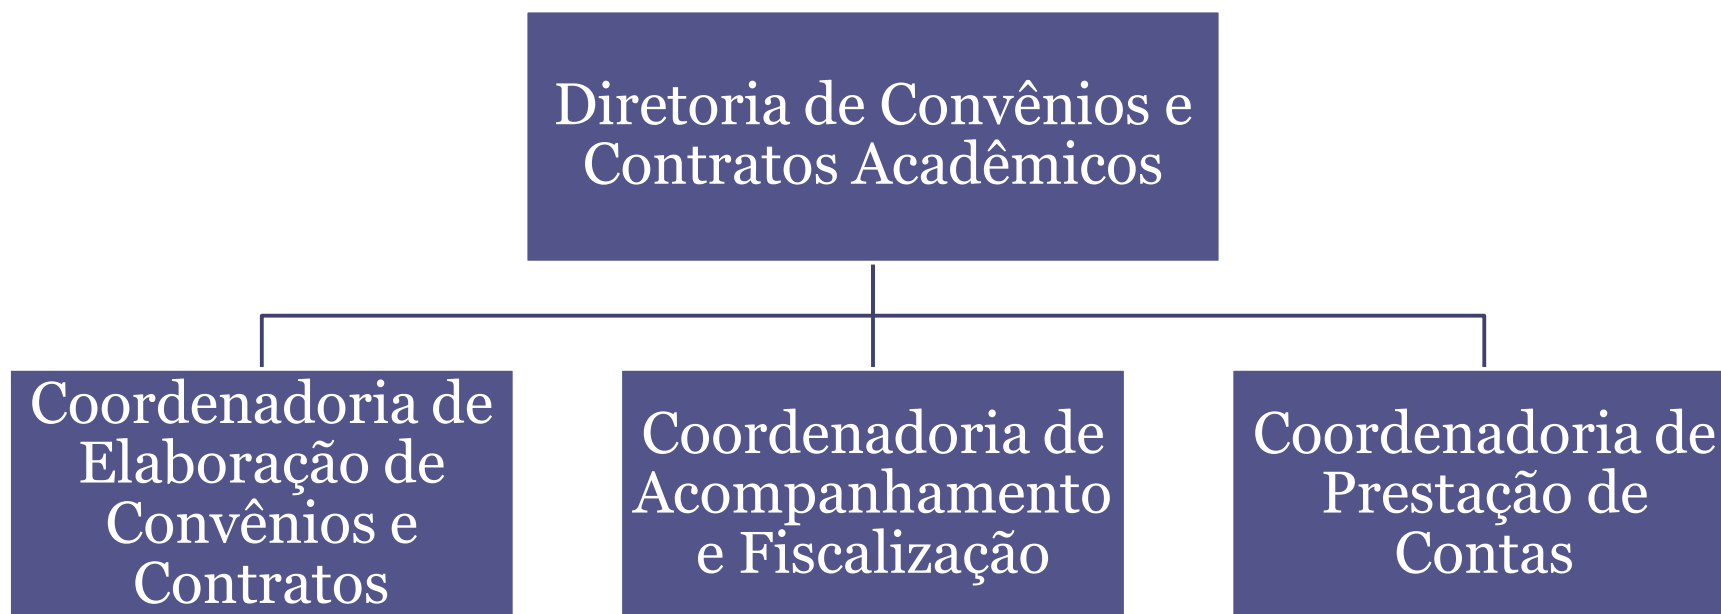 Diretoria de Convênios e
Contratos Acadêmicos
Coordenadoria de
Elaboração de
Convênios e
Contratos
Coordenadoria de
Acompanhamento
e Fiscalização
Coordenadoria de
Prestação de
Contas